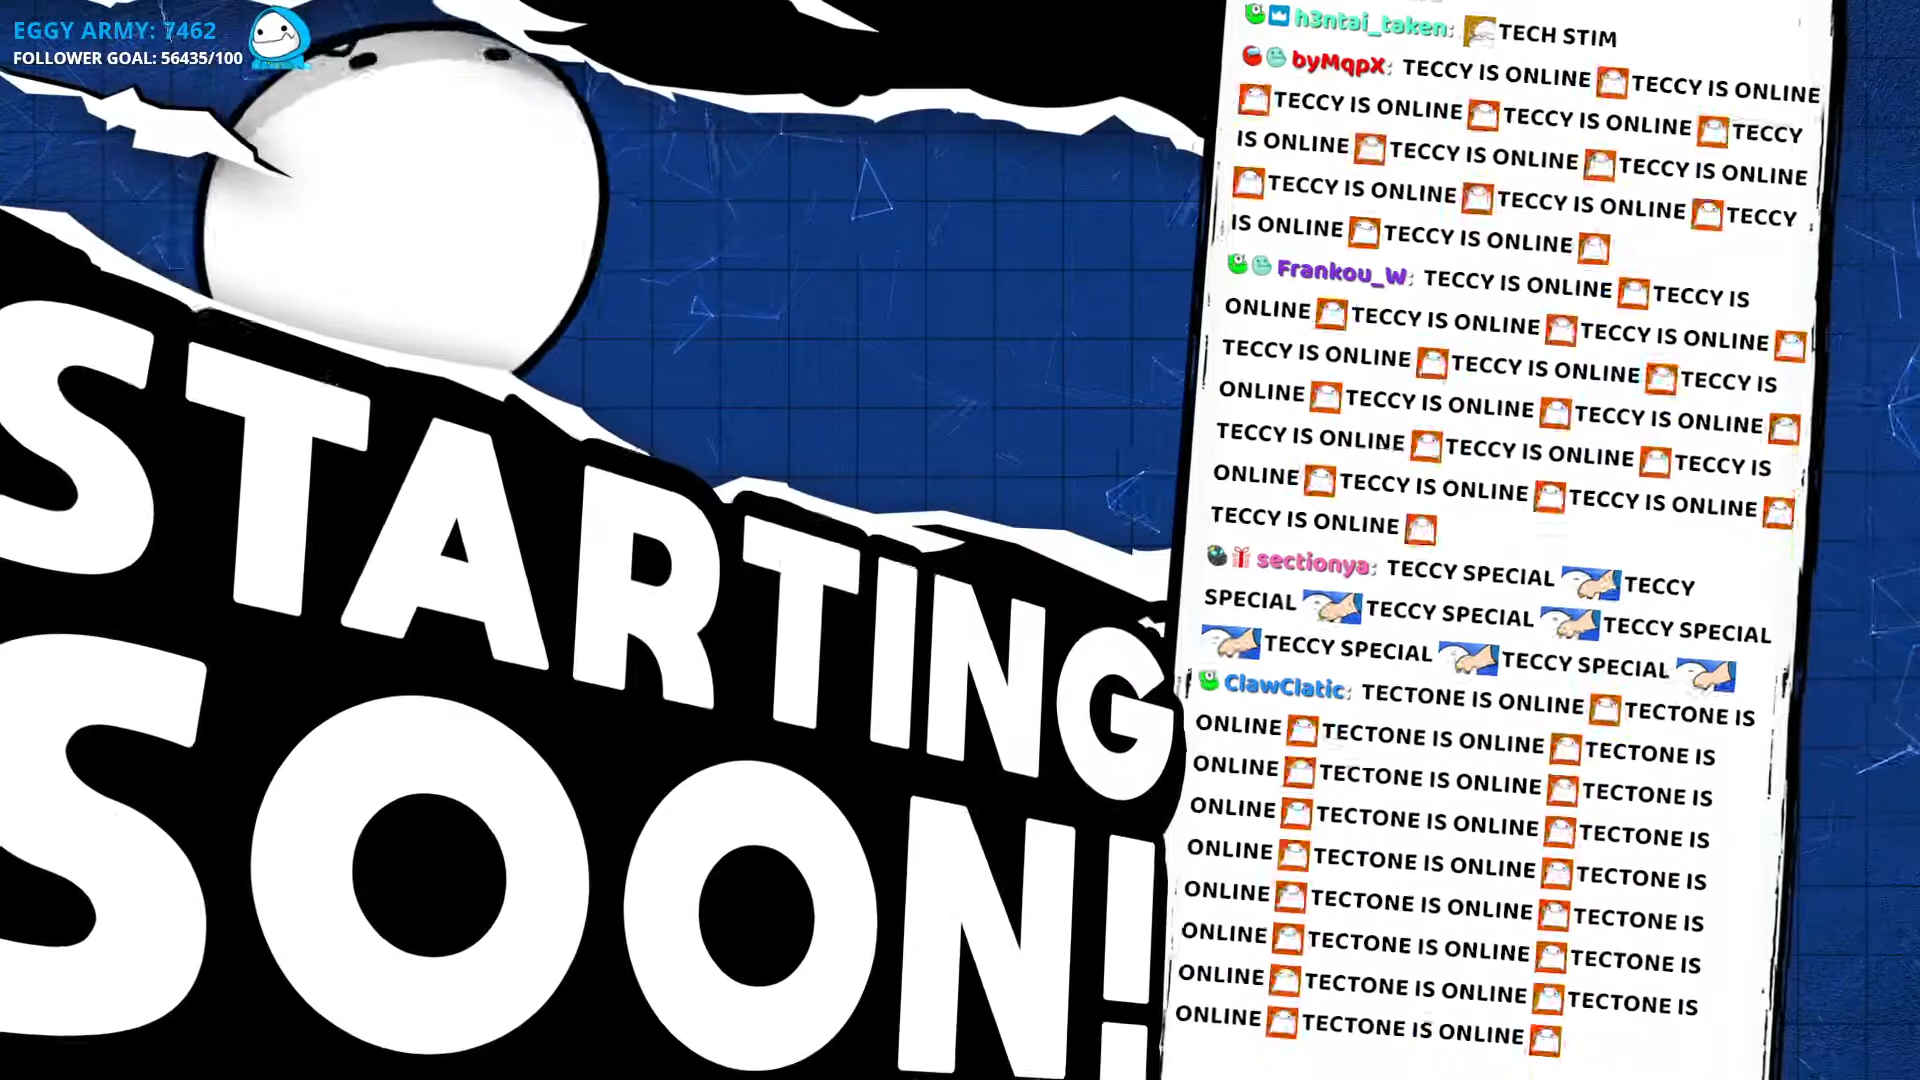 EGGY ARMY: 7462
FOLLOWER GOAL: 56435/100
STARTING
SOON!
h3ntai_taken: TECH STIM
byMqpX: TECCY IS ONLINE TECCY IS ONLINE
TECCY IS ONLINE TECCY IS ONLINE TECCY
IS ONLINE TECCY IS ONLINE TECCY IS ONLINE
TECCY IS ONLINE TECCY IS ONLINE TECCY
IS ONLINE TECCY IS ONLINE
Frankou_W: TECCY IS ONLINE TECCY IS
ONLINE TECCY IS ONLINE TECCY IS ONLINE
TECCY IS ONLINE TECCY IS ONLINE TECCY IS
ONLINE TECCY IS ONLINE TECCY IS ONLINE
TECCY IS ONLINE TECCY IS ONLINE TECCY IS
ONLINE TECCY IS ONLINE TECCY IS ONLINE
TECCY IS ONLINE
sectionya: TECCY SPECIAL TECCY
SPECIAL TECCY SPECIAL TECCY SPECIAL
TECCY SPECIAL TECCY SPECIAL
ClawClatic: TECTONE IS ONLINE TECTONE IS
ONLINE TECTONE IS ONLINE TECTONE IS
ONLINE TECTONE IS ONLINE TECTONE IS
ONLINE TECTONE IS ONLINE TECTONE IS
ONLINE TECTONE IS ONLINE TECTONE IS
ONLINE TECTONE IS ONLINE TECTONE IS
ONLINE TECTONE IS ONLINE TECTONE IS
ONLINE TECTONE IS ONLINE TECTONE IS
ONLINE TECTONE IS ONLINE